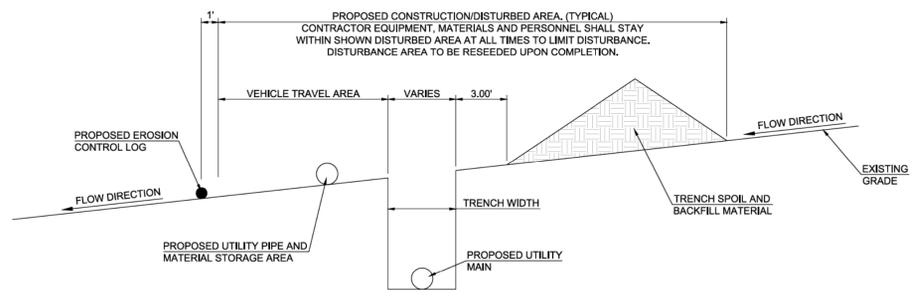 1'
PROPOSED CONSTRUCTION/DISTURBED AREA. (TYPICAL)
CONTRACTOR EQUIPMENT, MATERIALS AND PERSONNEL SHALL STAY
WITHIN SHOWN DISTURBED AREA AT ALL TIMES TO LIMIT DISTURBANCE.
DISTURBANCE AREA TO BE RESEEDED UPON COMPLETION.
VEHICLE TRAVEL AREA
VARIES
3.00'
FLOW DIRECTION
PROPOSED EROSION
CONTROL LOG
EXISTING
GRADE
FLOW DIRECTION
TRENCH WIDTH
TRENCH SPOIL AND
BACKFILL MATERIAL
PROPOSED UTILITY PIPE AND
MATERIAL STORAGE AREA
PROPOSED UTILITY
MAIN